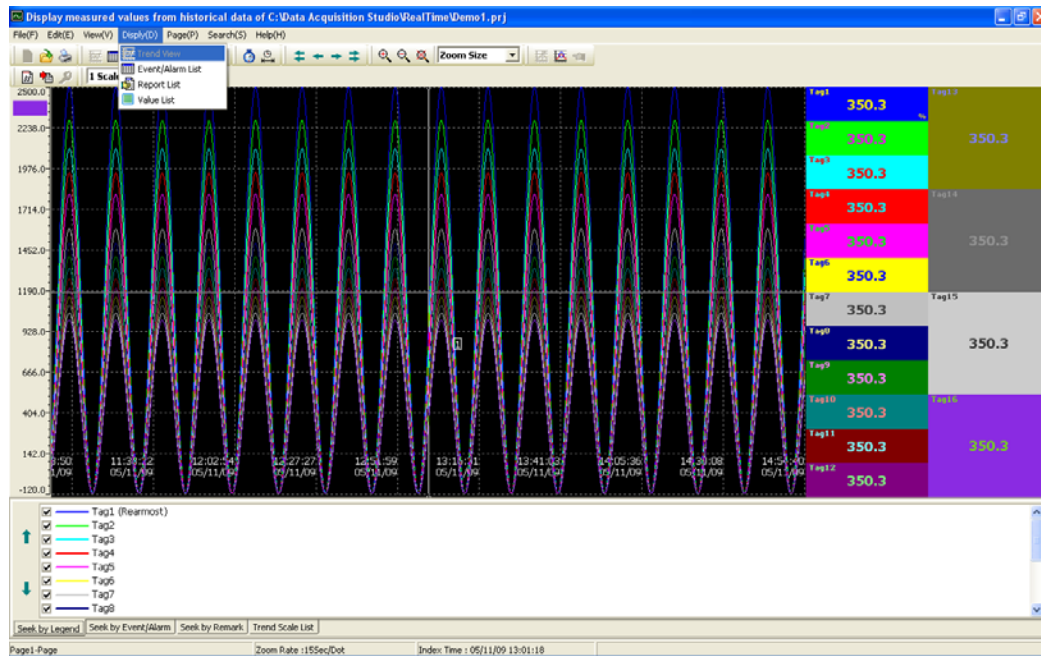 Display measured values from historical data of C:\Data Acquisition Studio\RealTime\Demo1.prj
File(F) Edit(E) View(V) Disply(D) Page(P) Search(S) Help(H)
Trend View
Event/Alarm List
Report List
Value List
Zoom Size
1 Scale
2500.0
2238.0
1976.0
1714.0
1452.0
1190.0
928.0
666.0
404.0
142.0
-120.0
1
11:38:22 12:02:54 12:27:27 12:51:59 13:16:31 13:41:03 14:05:36 14:30:08 14:54:40
05/11/09 05/11/09 05/11/09 05/11/09 05/11/09 05/11/09 05/11/09 05/11/09 05/11/09
Tag1
350.3
%
Tag2
350.3
Tag3
350.3
Tag4
350.3
Tag5
350.3
Tag6
350.3
Tag7
350.3
Tag8
350.3
Tag9
350.3
Tag10
350.3
Tag11
350.3
Tag12
350.3
Tag13
350.3
Tag14
350.3
Tag15
350.3
Tag16
350.3
Tag1 (Rearmost)
Tag2
Tag3
Tag4
Tag5
Tag6
Tag7
Tag8
Seek by Legend Seek by Event/Alarm Seek by Remark Trend Scale List
Page1-Page Zoom Rate :15Sec/Dot Index Time : 05/11/09 13:01:18